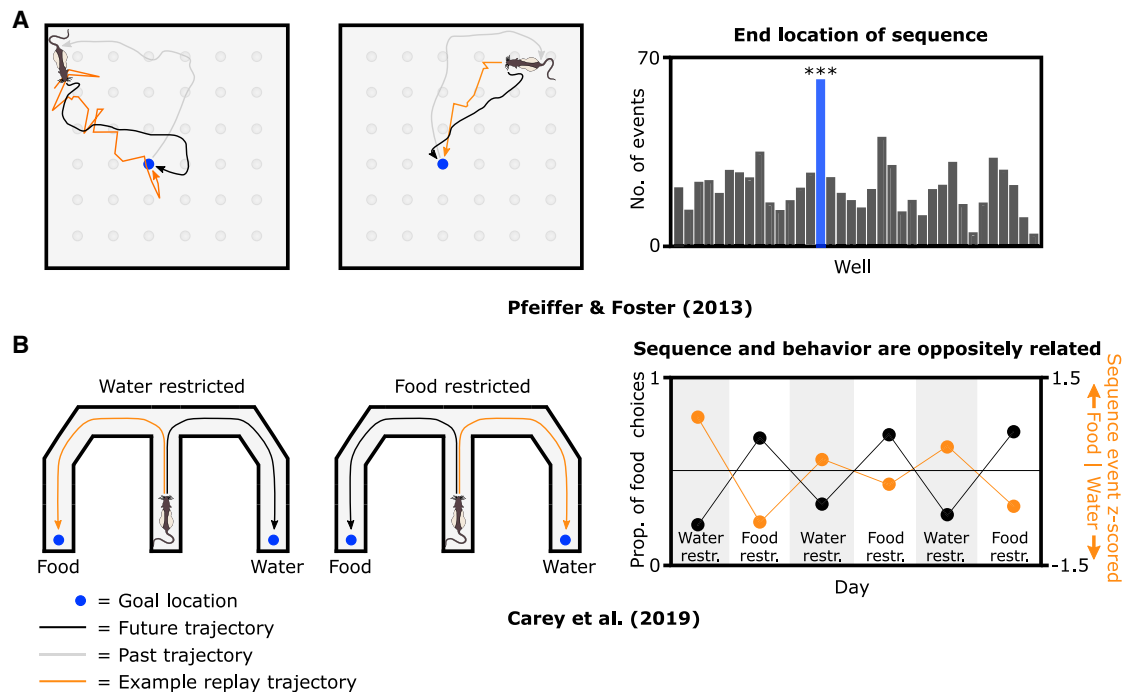 A
End location of sequence
70
***
No. of events
0
Well
Pfeiffer & Foster (2013)
B
Sequence and behavior are oppositely related
Water restricted
Food restricted
Food
Water
Food
Water
1
1.5
Prop. of food choices
Sequence event z-scored
Food | Water
Water restr.
Food restr.
Water restr.
Food restr.
Water restr.
Food restr.
0
-1.5
Day
= Goal location
= Future trajectory
= Past trajectory
= Example replay trajectory
Carey et al. (2019)